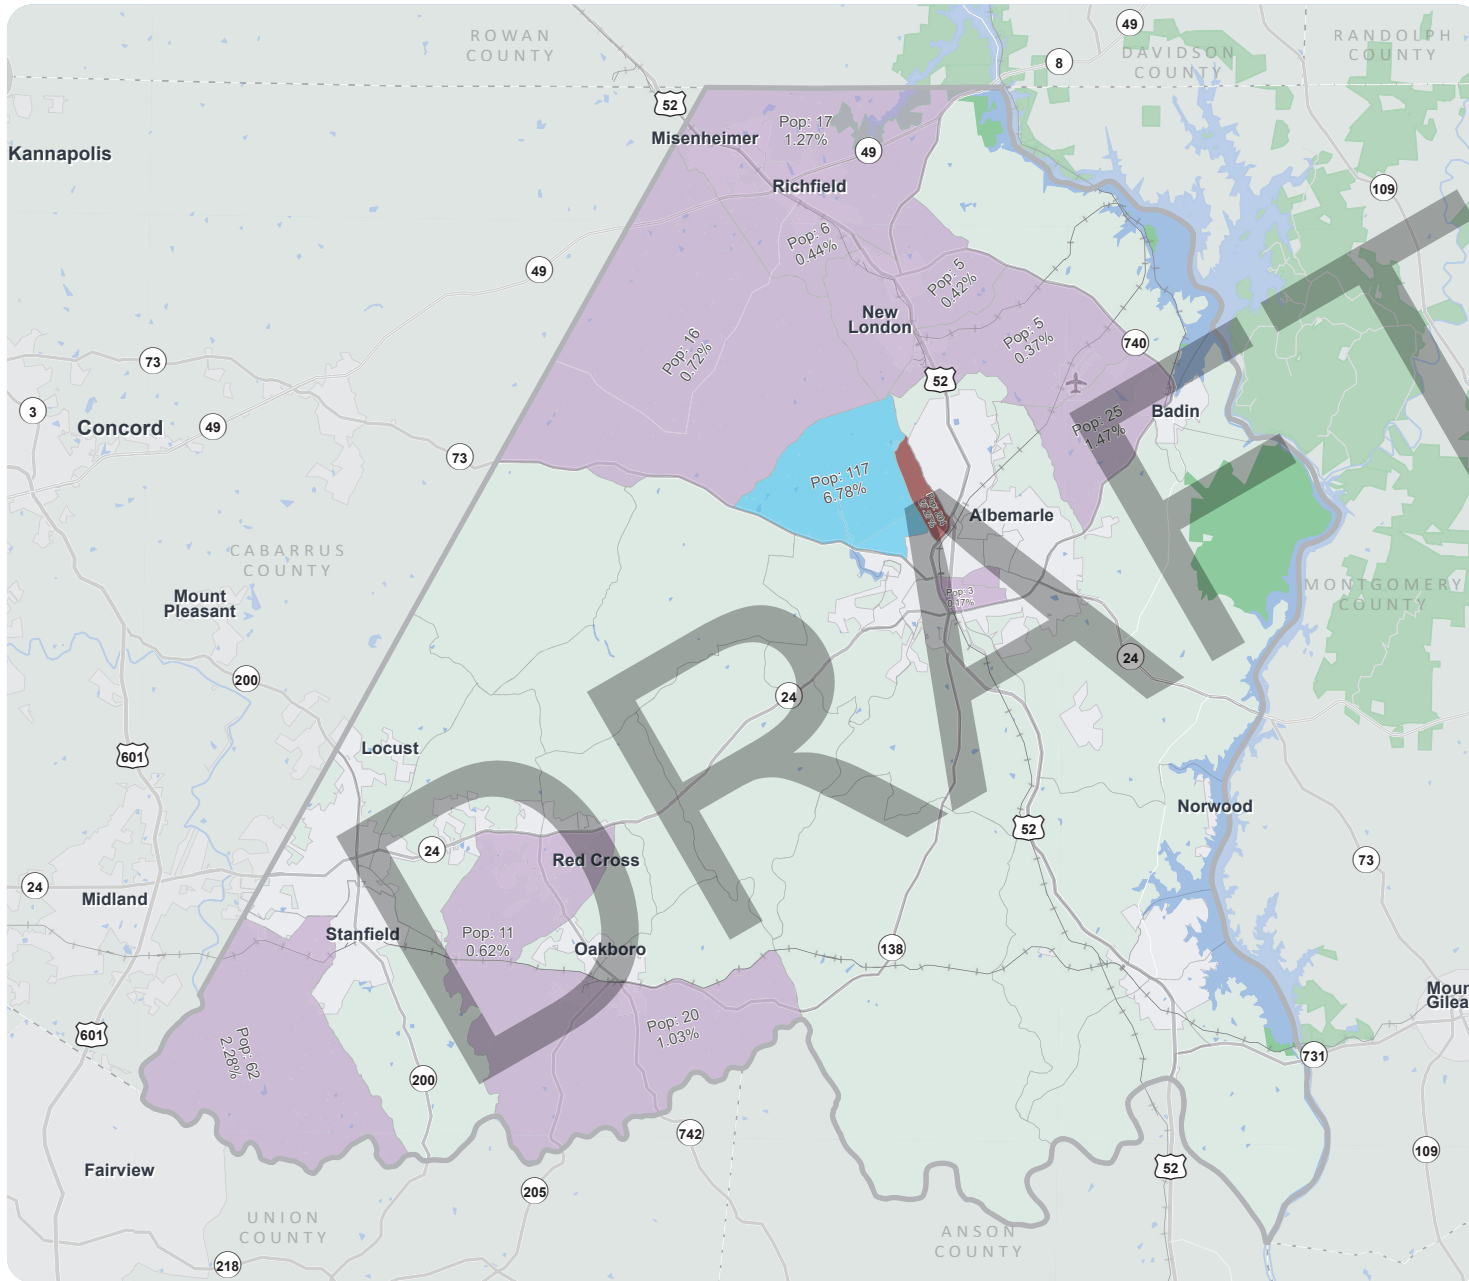 ROWAN
COUNTY
49
8
DAVIDSON
COUNTY
RANDOLPH
COUNTY
52
Misenheimer
Pop: 17
1.27%
49
Kannapolis
Richfield
109
Pop: 6
0.44%
49
Pop: 5
0.42%
New
London
Pop: 5
0.37%
740
Pop: 16
0.72%
73
52
3
Concord
49
Badin
Pop: 25
1.47%
73
Pop: 117
6.78%
Albemarle
CABARRUS
COUNTY
Mount
Pleasant
Pop: 3
0.17%
MONTGOMERY
COUNTY
24
200
24
601
Locust
Norwood
52
24
Red Cross
73
24
Midland
Stanfield
Pop: 11
0.62%
Oakboro
138
Moun
Gilea
601
Pop: 62
2.28%
Pop: 20
1.03%
731
200
742
Fairview
52
109
205
UNION
COUNTY
ANSON
COUNTY
218
DRAFT